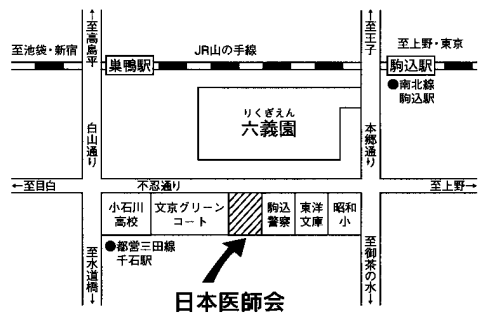 ←至高島平
←至王子
至池袋・新宿
JR山の手線
至上野・東京
巣鴨駅
駒込駅
●南北線
駒込駅
りくぎえん
六義園
白山通り
本郷通り
←至目白
不忍通り
至上野→
小石川
高校
文京グリーン
コート
駒込
警察
東洋
文庫
昭和
小
●都営三田線
千石駅
至水道橋→
至御茶の水→
日本医師会